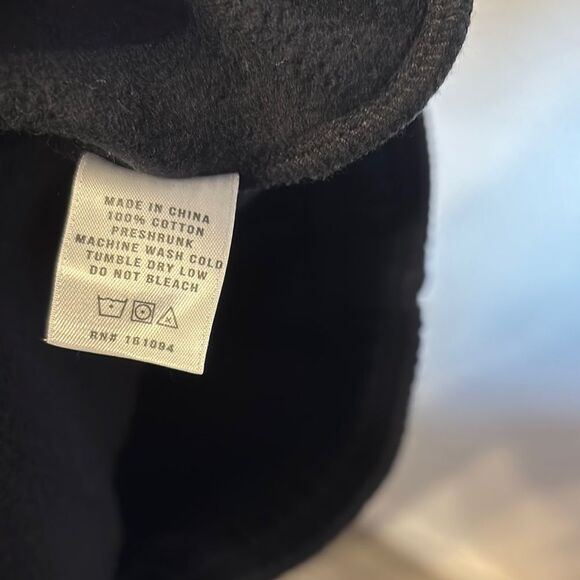 MADE IN CHINA
100% COTTON
PRESHRUNK
MACHINE WASH COLD
TUMBLE DRY LOW
DO NOT BLEACH
RN# 161094